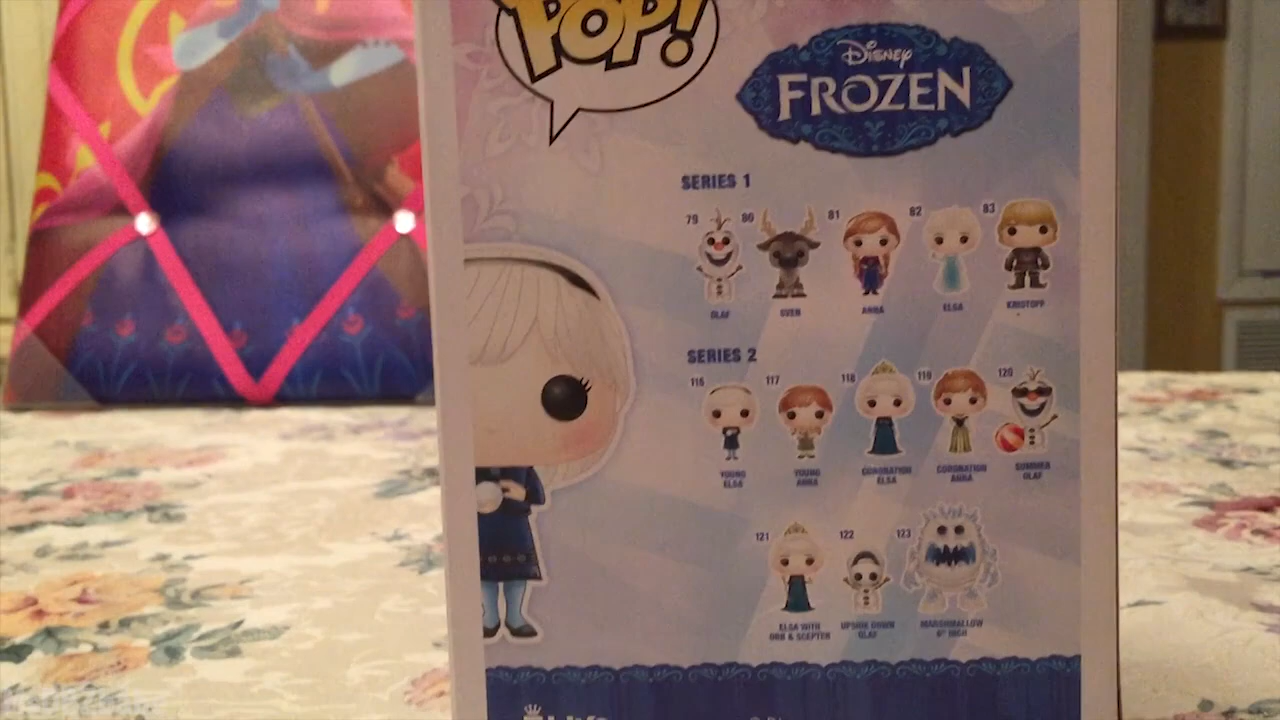 POP!
Disney
FROZEN
SERIES 1
79 80 81 82 83
OLAF SVEN ANNA ELSA KRISTOFF
SERIES 2
116 117 118 119 120
YOUNG ELSA YOUNG ANNA CORONATION ELSA CORONATION ANNA SUMMER OLAF
121 122 123
ELSA WITH ORB & SCEPTER UPSIDE DOWN OLAF MARSHMALLOW 6" HIGH